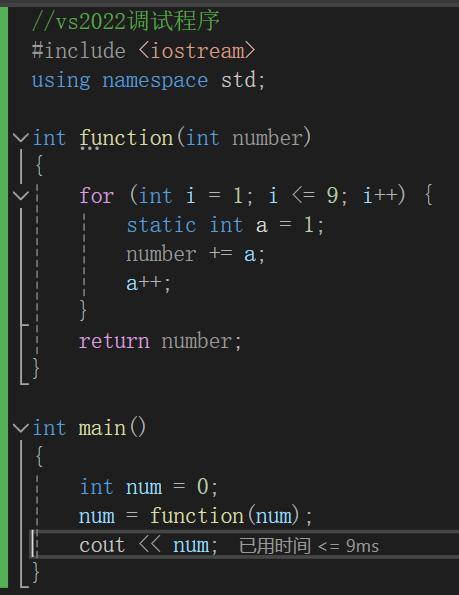 //vs2022调试程序
#include <iostream>
using namespace std;
int function(int number)
{
for (int i = 1; i <= 9; i++) {
static int a = 1;
number += a;
a++;
}
return number;
}
int main()
{
int num = 0;
num = function(num);
cout << num; 已用时间 <= 9ms
}